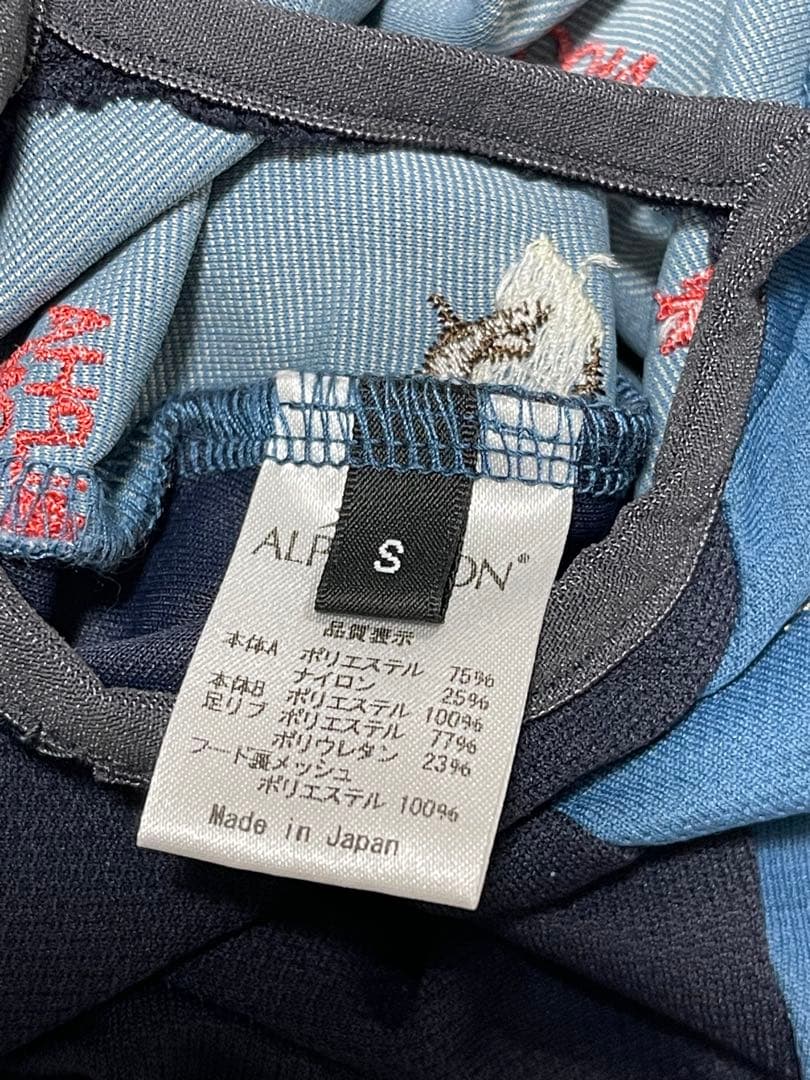 S
ALP ON®
品質表示
本体A ポリエステル 75%
ナイロン 25%
本体B ポリエステル 100%
足リブ ポリエステル 77%
ポリウレタン 23%
フード裏メッシュ
ポリエステル 100%
Made in Japan